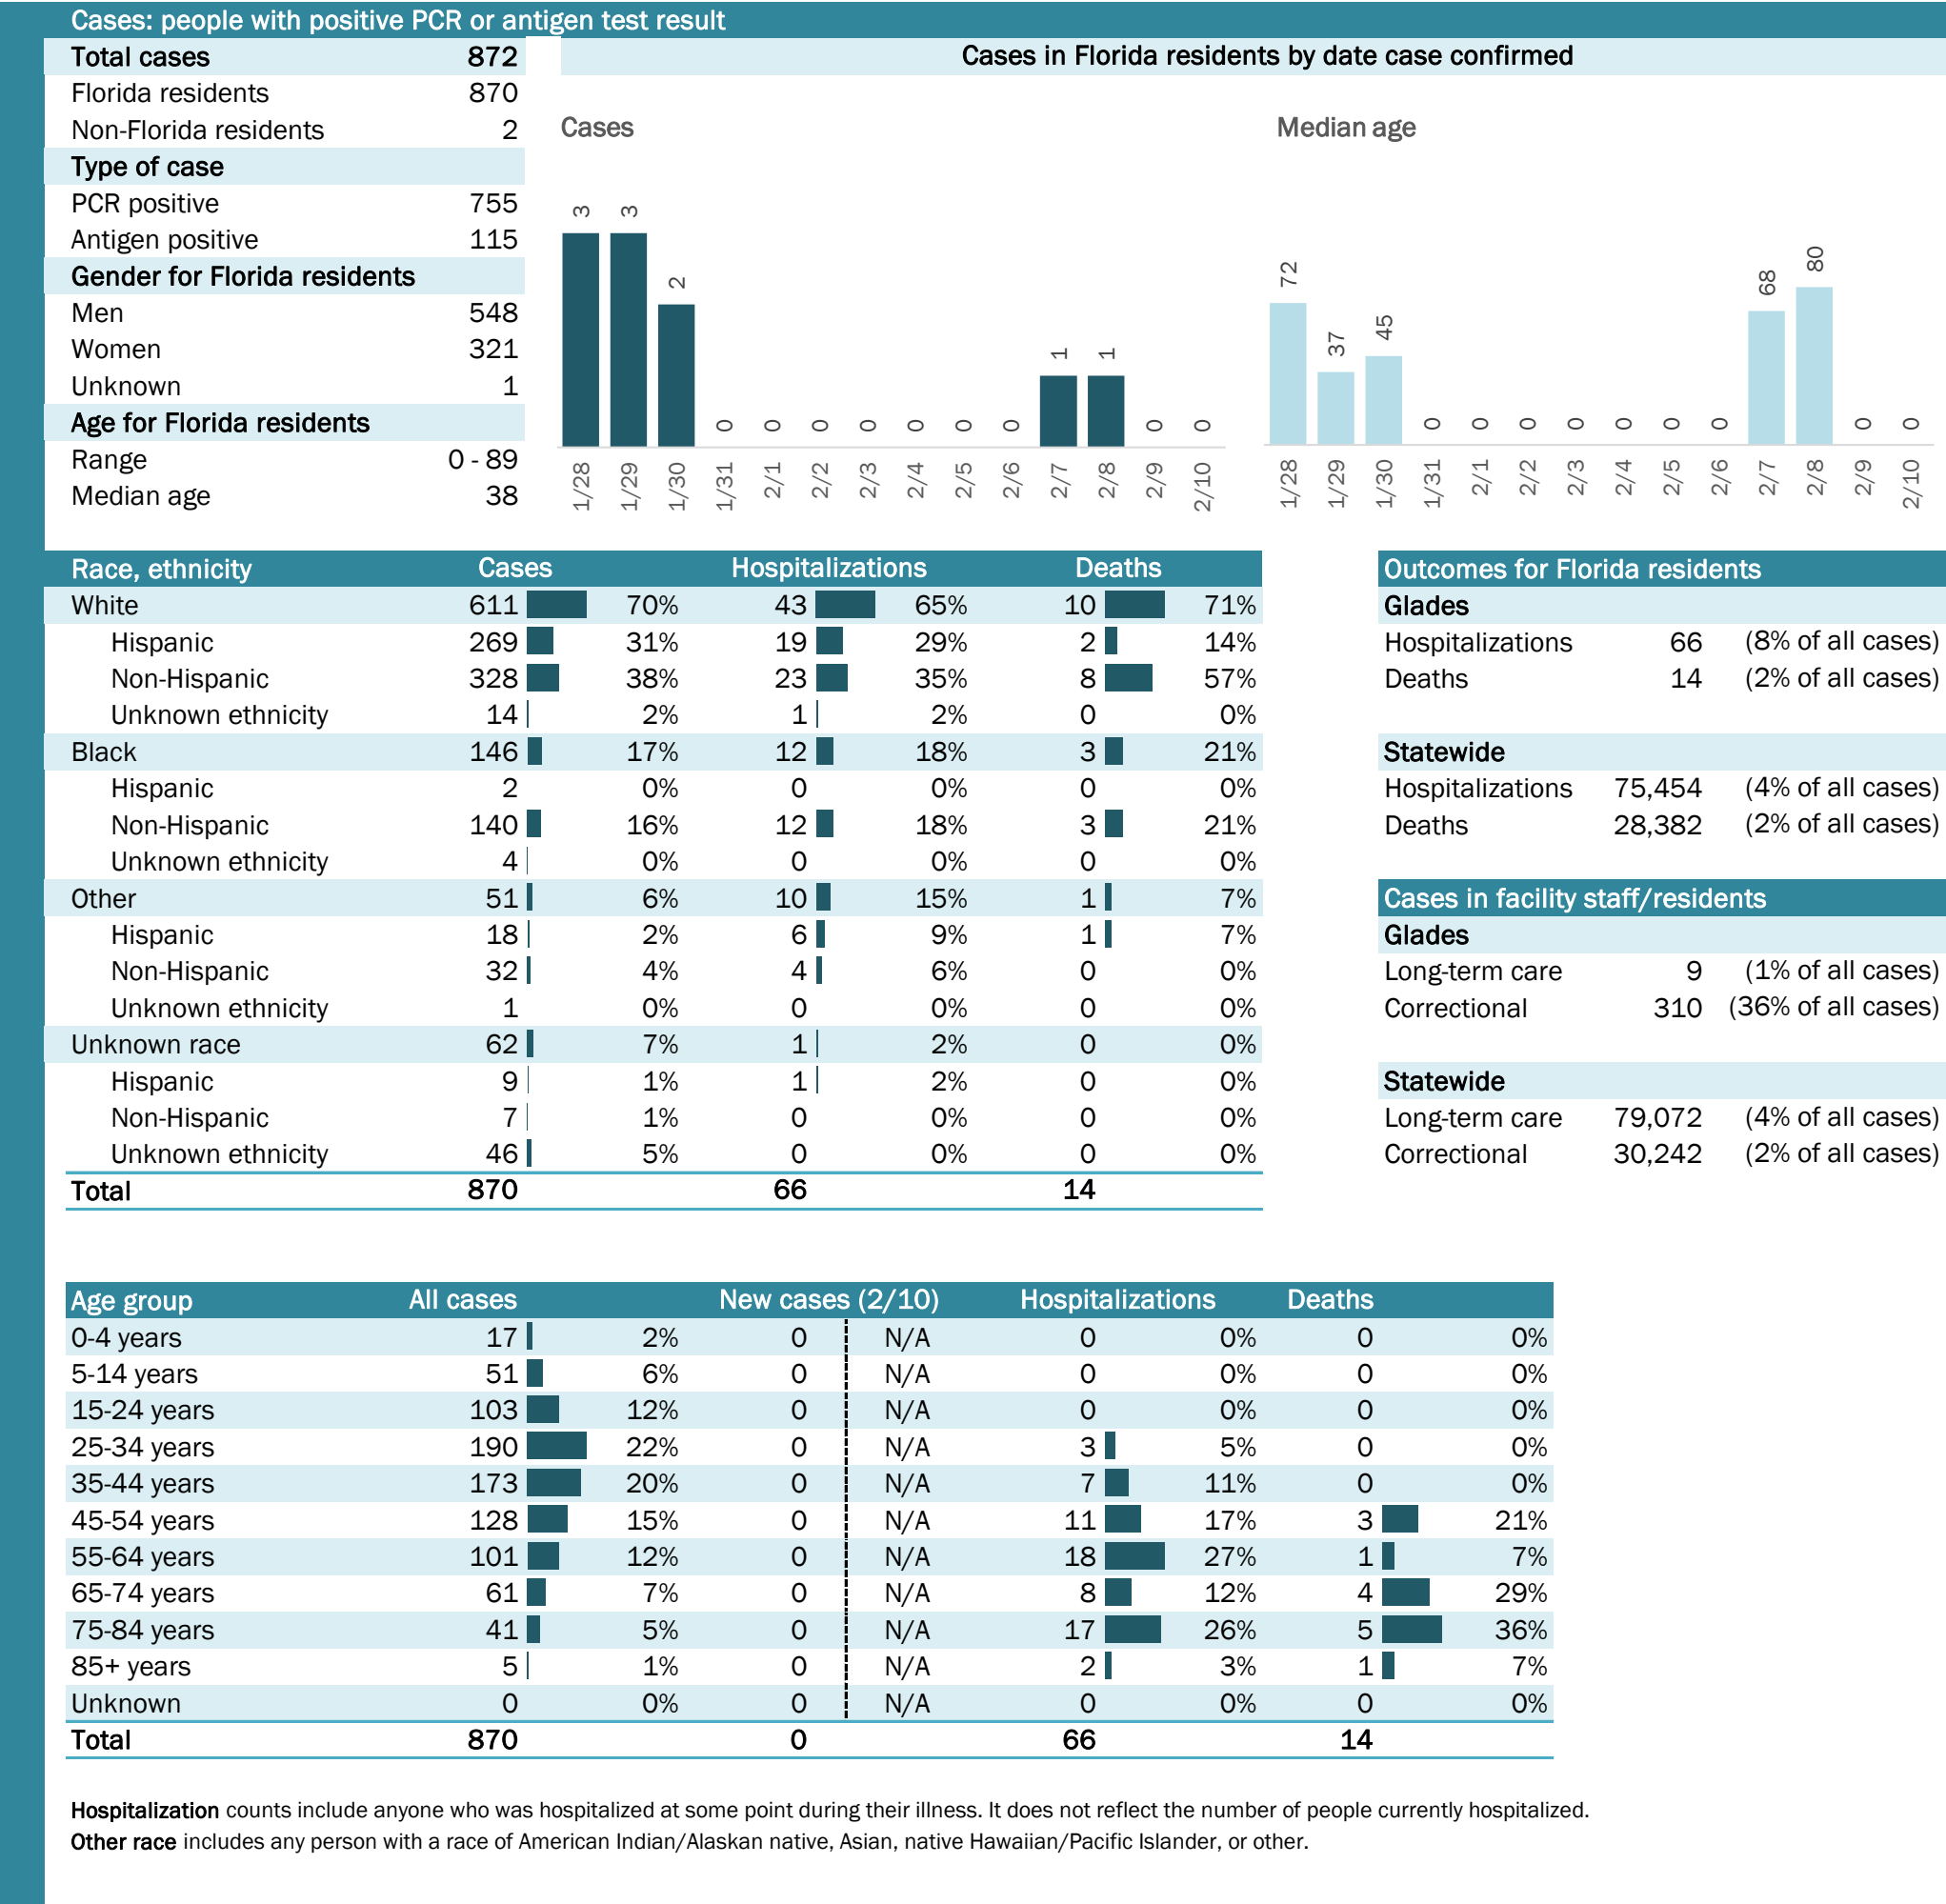 Cases: people with positive PCR or antigen test result
Total cases 872
Florida residents 870
Non-Florida residents 2
Type of case
PCR positive 755
Antigen positive 115
Gender for Florida residents
Men 548
Women 321
Unknown 1
Age for Florida residents
Range 0 - 89
Median age 38
Cases in Florida residents by date case confirmed
Cases
3 3 2 0 0 0 0 0 0 0 1 1 0 0
1/28 1/29 1/30 1/31 2/1 2/2 2/3 2/4 2/5 2/6 2/7 2/8 2/9 2/10
Median age
72 37 45 0 0 0 0 0 0 0 68 80 0 0
1/28 1/29 1/30 1/31 2/1 2/2 2/3 2/4 2/5 2/6 2/7 2/8 2/9 2/10
Race, ethnicity Cases Hospitalizations Deaths
White 611 70% 43 65% 10 71%
Hispanic 269 31% 19 29% 2 14%
Non-Hispanic 328 38% 23 35% 8 57%
Unknown ethnicity 14 2% 1 2% 0 0%
Black 146 17% 12 18% 3 21%
Hispanic 2 0% 0 0% 0 0%
Non-Hispanic 140 16% 12 18% 3 21%
Unknown ethnicity 4 0% 0 0% 0 0%
Other 51 6% 10 15% 1 7%
Hispanic 18 2% 6 9% 1 7%
Non-Hispanic 32 4% 4 6% 0 0%
Unknown ethnicity 1 0% 0 0% 0 0%
Unknown race 62 7% 1 2% 0 0%
Hispanic 9 1% 1 2% 0 0%
Non-Hispanic 7 1% 0 0% 0 0%
Unknown ethnicity 46 5% 0 0% 0 0%
Total 870 66 14
Outcomes for Florida residents
Glades
Hospitalizations 66 (8% of all cases)
Deaths 14 (2% of all cases)
Statewide
Hospitalizations 75,454 (4% of all cases)
Deaths 28,382 (2% of all cases)
Cases in facility staff/residents
Glades
Long-term care 9 (1% of all cases)
Correctional 310 (36% of all cases)
Statewide
Long-term care 79,072 (4% of all cases)
Correctional 30,242 (2% of all cases)
Age group All cases New cases (2/10) Hospitalizations Deaths
0-4 years 17 2% 0 N/A 0 0% 0 0%
5-14 years 51 6% 0 N/A 0 0% 0 0%
15-24 years 103 12% 0 N/A 0 0% 0 0%
25-34 years 190 22% 0 N/A 3 5% 0 0%
35-44 years 173 20% 0 N/A 7 11% 0 0%
45-54 years 128 15% 0 N/A 11 17% 3 21%
55-64 years 101 12% 0 N/A 18 27% 1 7%
65-74 years 61 7% 0 N/A 8 12% 4 29%
75-84 years 41 5% 0 N/A 17 26% 5 36%
85+ years 5 1% 0 N/A 2 3% 1 7%
Unknown 0 0% 0 N/A 0 0% 0 0%
Total 870 0 66 14
Hospitalization counts include anyone who was hospitalized at some point during their illness. It does not reflect the number of people currently hospitalized.
Other race includes any person with a race of American Indian/Alaskan native, Asian, native Hawaiian/Pacific Islander, or other.